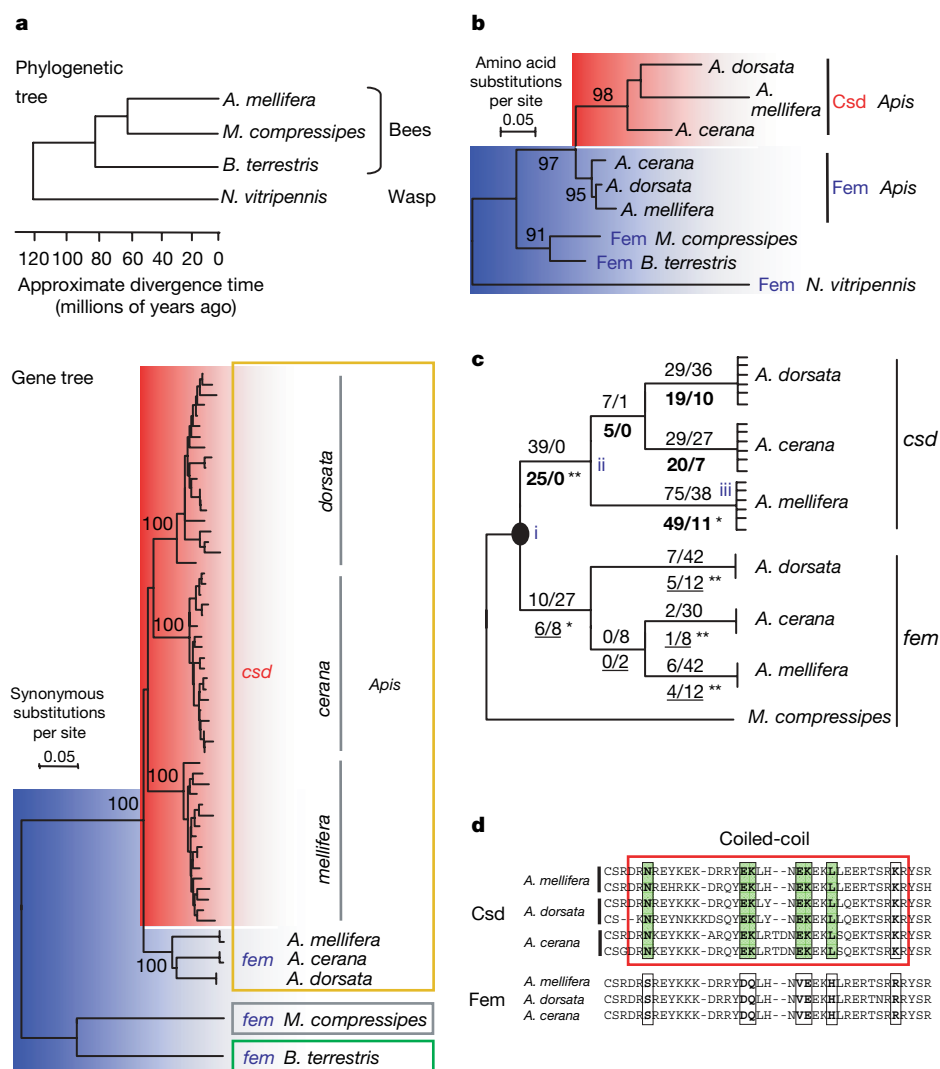 a
Phylogenetic
tree
A. mellifera
M. compressipes
B. terrestris
N. vitripennis
Bees
Wasp
120 100 80 60 40 20 0
Approximate divergence time
(millions of years ago)
b
Amino acid
substitutions
per site
0.05
98
A. dorsata
A.
mellifera
A. cerana
Csd Apis
97
95
A. cerana
A. dorsata
A. mellifera
Fem Apis
91
Fem M. compressipes
Fem B. terrestris
Fem N. vitripennis
Gene tree
100
100
100
100
100
dorsata
cerana
mellifera
csd
Apis
Synonymous
substitutions
per site
0.05
fem
A. mellifera
A. cerana
A. dorsata
fem M. compressipes
fem B. terrestris
c
29/36
19/10
A. dorsata
7/1
5/0
29/27
20/7
A. cerana
39/0
25/0 **
ii
75/38
iii
49/11 *
A. mellifera
csd
i
7/42
5/12 **
A. dorsata
10/27
6/8 *
0/8
0/2
2/30
1/8 **
A. cerana
6/42
4/12 **
A. mellifera
fem
M. compressipes
d
Coiled-coil
Csd
A. mellifera
CSRDRNREYKEK-DRRYEKLH--NEKEKLLEERTSRKRYSR
CSRDRNREHRKK-DRQYEKLH--NEKEKLLEERTSRKRYSH
A. dorsata
CSRDRNREYKKK-DRQYEKLY--NEKEKLLQEKTSRKRYSR
CS--KNREYNKKKDSQYEKLY--NEKEKLLQEKTSRKRYSR
A. cerana
CSRDRNKEYKKK-ARQYEKLRTDNEKEKLSQEKTSRKRYSR
CSGDRNKEYKKK-DRRYEKLRTDNEKEKLSQEKTSRKRYSR
Fem
A. mellifera
CSRDRSREYKKK-DRRYDQLH--NVEEKHLRERTSRRRYSR
A. dorsata
CSRDRSREYKKK-DRRYDQLH--NVEEKHLREKTNRRRYSR
A. cerana
CSRDRSREYKKK-DRRYDQLH--NVEEKHLRERTSRRRYSR